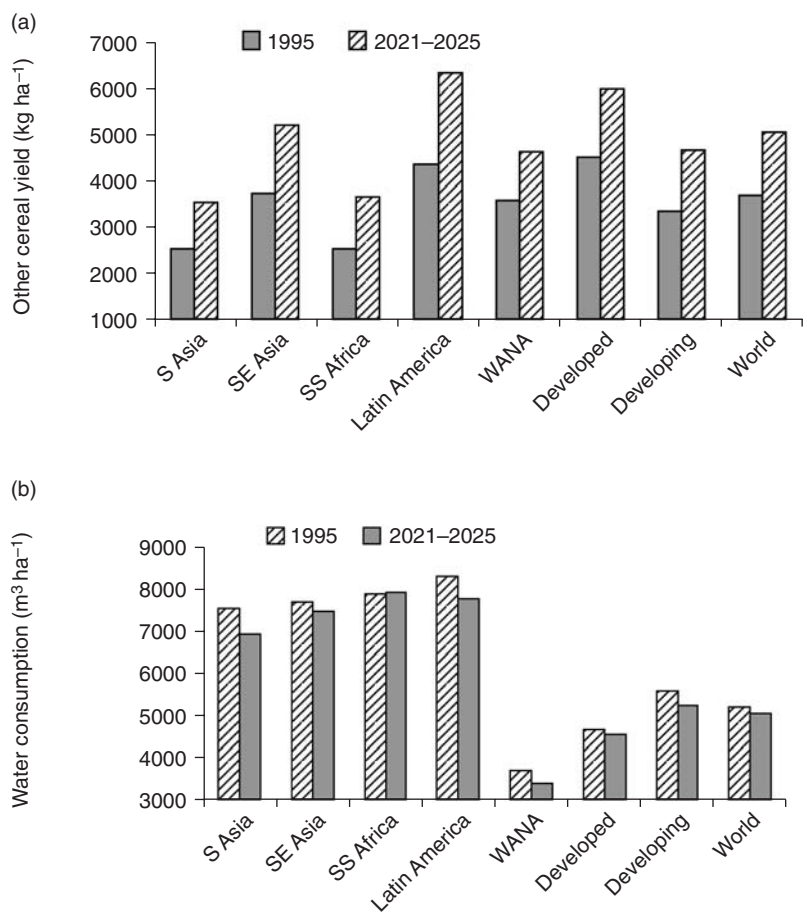 (a)
Other cereal yield (kg ha⁻¹)
1995
2021–2025
7000
6000
5000
4000
3000
2000
1000
S Asia
SE Asia
SS Africa
Latin America
WANA
Developed
Developing
World
(b)
Water consumption (m³ ha⁻¹)
1995
2021–2025
9000
8000
7000
6000
5000
4000
3000
S Asia
SE Asia
SS Africa
Latin America
WANA
Developed
Developing
World